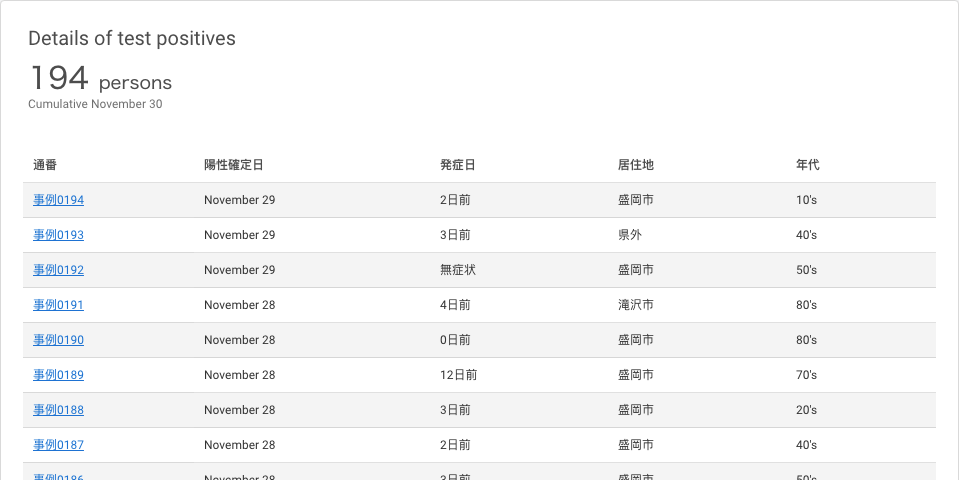 Details of test positives
194 persons
Cumulative November 30
通番 陽性確定日 発症日 居住地 年代
事例0194 November 29 2日前 盛岡市 10's
事例0193 November 29 3日前 県外 40's
事例0192 November 29 無症状 盛岡市 50's
事例0191 November 28 4日前 滝沢市 80's
事例0190 November 28 0日前 盛岡市 80's
事例0189 November 28 12日前 盛岡市 70's
事例0188 November 28 3日前 盛岡市 20's
事例0187 November 28 2日前 盛岡市 40's
事例0186 November 28 3日前 盛岡市 50's